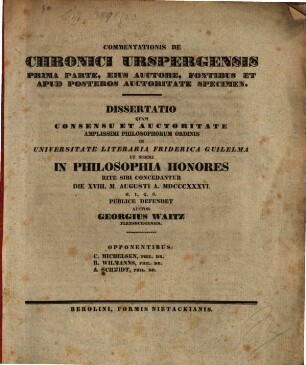 COMMENTATIONIS DE
CHRONICI URSPERGENSIS
PRIMA PARTE, EIUS AUCTORE, FONTIBUS ET
APUD POSTEROS AUCTORITATE SPECIMEN.
DISSERTATIO
QUAM
CONSENSU ET AUCTORITATE
AMPLISSIMI PHILOSOPHORUM ORDINIS
IN
UNIVERSITATE LITERARIA FRIDERICA GUILELMA
UT SUMMI
IN PHILOSOPHIA HONORES
RITE SIBI CONCEDANTUR
DIE XVIII. M. AUGUSTI A. MDCCCXXXVI.
H. L. Q. S.
PUBLICE DEFENDET
AUCTOR
GEORGIUS WAITZ
FLENSBURGENSIS.
OPPONENTIBUS:
C. MICHELSEN, PHIL. DR.
R. WILMANNS, PHIL. DR.
A. SCHMIDT, PHIL. DR.
BEROLINI, FORMIS NIETACKIANIS.